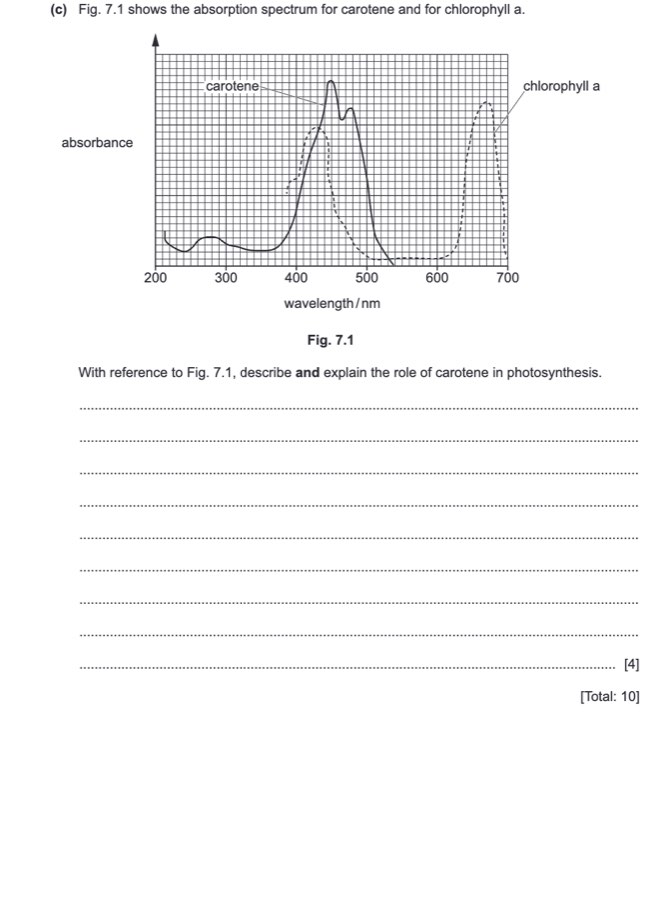 (c) Fig. 7.1 shows the absorption spectrum for carotene and for chlorophyll a.
carotene
chlorophyll a
absorbance
200 300 400 500 600 700
wavelength / nm
Fig. 7.1
With reference to Fig. 7.1, describe and explain the role of carotene in photosynthesis.
[4]
[Total: 10]